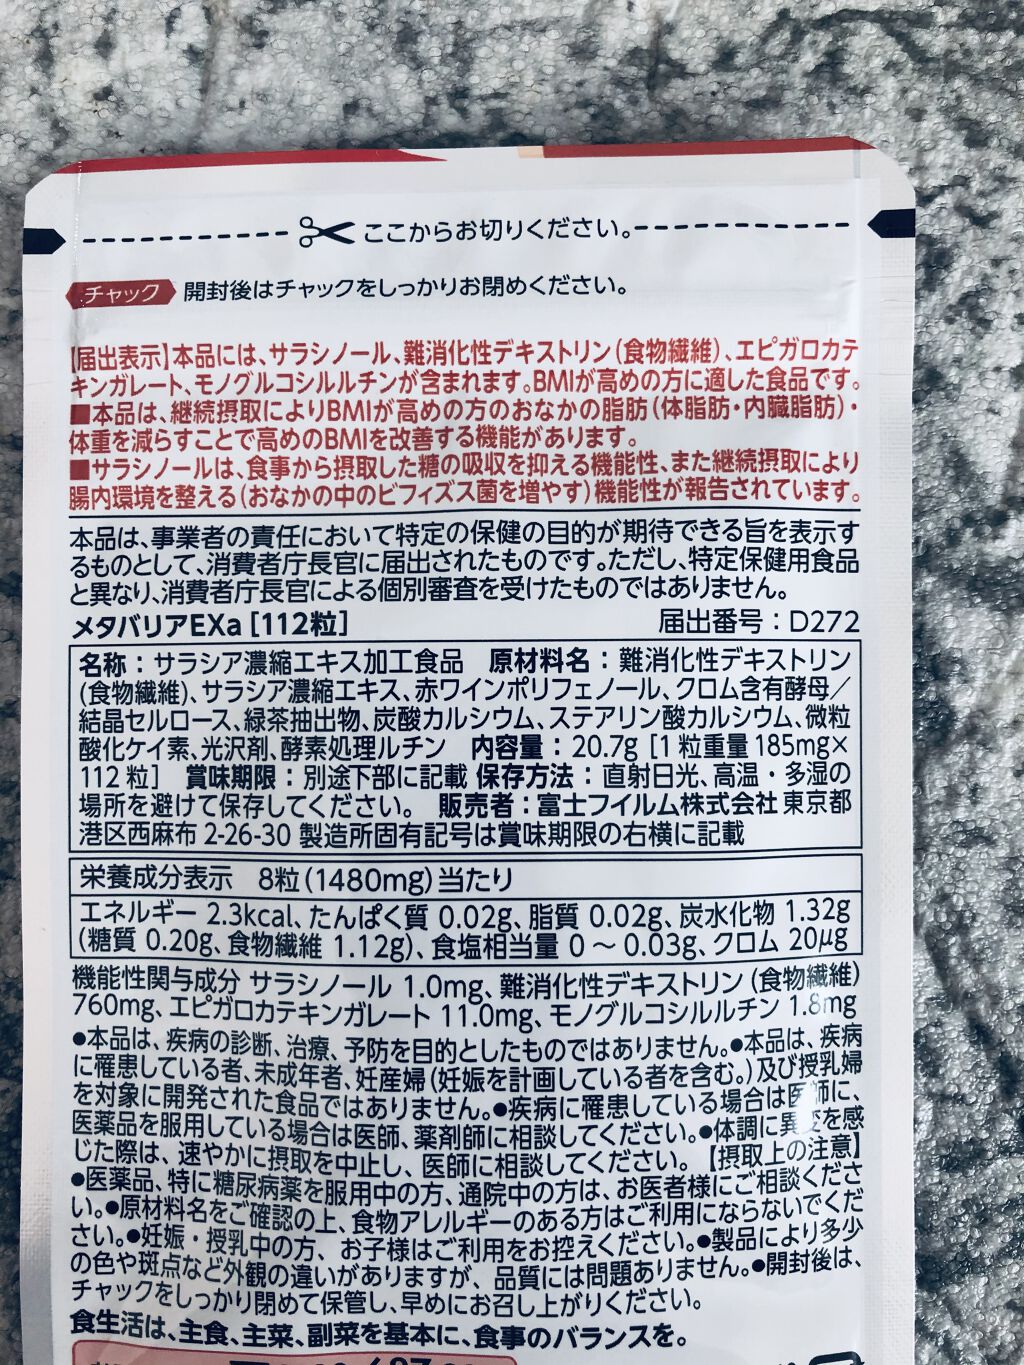 ここからお切りください。
チャック 開封後はチャックをしっかりお閉めください。
【届出表示】本品には、サラシノール、難消化性デキストリン(食物繊維)、エピガロカテ
キンガレート、モノグルコシルルチンが含まれます。BMIが高めの方に適した食品です。
■本品は、継続摂取によりBMIが高めの方のおなかの脂肪(体脂肪・内臓脂肪)・
体重を減らすことで高めのBMIを改善する機能があります。
■サラシノールは、食事から摂取した糖の吸収を抑える機能性、また継続摂取により
腸内環境を整える(おなかの中のビフィズス菌を増やす)機能性が報告されています。
本品は、事業者の責任において特定の保健の目的が期待できる旨を表示す
るものとして、消費者庁長官に届出されたものです。ただし、特定保健用食品
と異なり、消費者庁長官による個別審査を受けたものではありません。
メタバリアEXa [112粒] 届出番号:D272
名称:サラシア濃縮エキス加工食品 原材料名:難消化性デキストリン
(食物繊維)、サラシア濃縮エキス、赤ワインポリフェノール、クロム含有酵母/
結晶セルロース、緑茶抽出物、炭酸カルシウム、ステアリン酸カルシウム、微粒
酸化ケイ素、光沢剤、酵素処理ルチン 内容量:20.7g [1粒重量185mg×
112粒] 賞味期限:別途下部に記載 保存方法:直射日光、高温・多湿の
場所を避けて保存してください。 販売者:富士フイルム株式会社 東京都
港区西麻布 2-26-30 製造所固有記号は賞味期限の右横に記載
栄養成分表示 8粒(1480mg)当たり
エネルギー 2.3kcal、たんぱく質 0.02g、脂質 0.02g、炭水化物 1.32g
(糖質 0.20g、食物繊維 1.12g)、食塩相当量 0～0.03g、クロム 20μg
機能性関与成分 サラシノール 1.0mg、難消化性デキストリン(食物繊維)
760mg、エピガロカテキンガレート 11.0mg、モノグルコシルルチン 1.8mg
●本品は、疾病の診断、治療、予防を目的としたものではありません。●本品は、疾病
に罹患している者、未成年者、妊産婦(妊娠を計画している者を含む。)及び授乳婦
を対象に開発された食品ではありません。●疾病に罹患している場合は医師に、
医薬品を服用している場合は医師、薬剤師に相談してください。●体調に異変を感
じた際は、速やかに摂取を中止し、医師に相談してください。【摂取上の注意】
●医薬品、特に糖尿病薬を服用中の方、通院中の方は、お医者様にご相談くださ
い。●原材料名をご確認の上、食物アレルギーのある方はご利用にならないでくだ
さい。●妊娠・授乳中の方、お子様はご利用をお控えください。●製品により多少
の色や斑点など外観の違いがありますが、品質には問題ありません。●開封後は、
チャックをしっかり閉めて保管し、早めにお召し上がりください。
食生活は、主食、主菜、副菜を基本に、食事のバランスを。